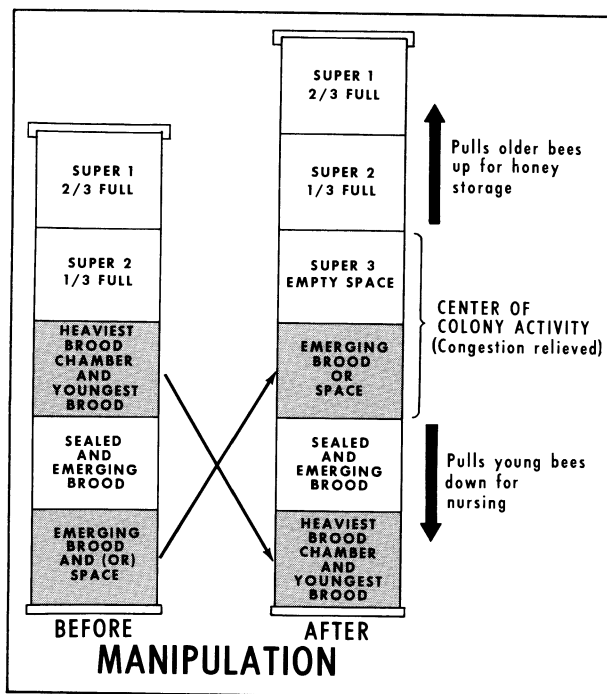 SUPER 1
2/3 FULL
SUPER 2
1/3 FULL
HEAVIEST
BROOD
CHAMBER
AND
YOUNGEST
BROOD
SEALED
AND
EMERGING
BROOD
EMERGING
BROOD
AND (OR)
SPACE
BEFORE
SUPER 1
2/3 FULL
SUPER 2
1/3 FULL
SUPER 3
EMPTY SPACE
EMERGING
BROOD
OR
SPACE
SEALED
AND
EMERGING
BROOD
HEAVIEST
BROOD
CHAMBER
AND
YOUNGEST
BROOD
AFTER
Pulls older bees
up for honey
storage
CENTER OF
COLONY ACTIVITY
(Congestion relieved)
Pulls young bees
down for
nursing
MANIPULATION